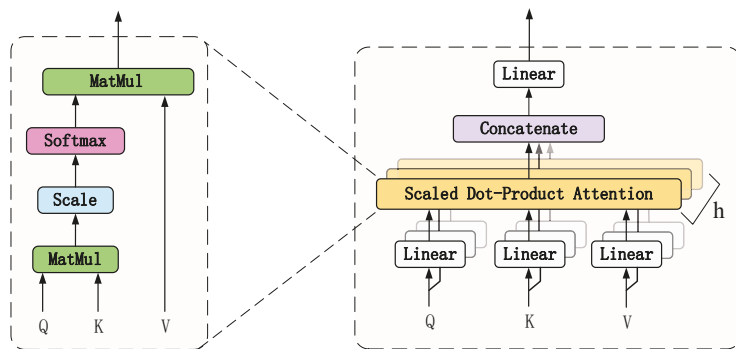 MatMul
Softmax
Scale
MatMul
Q K V
Linear
Concatenate
Scaled Dot-Product Attention
h
Linear Linear Linear
Q K V